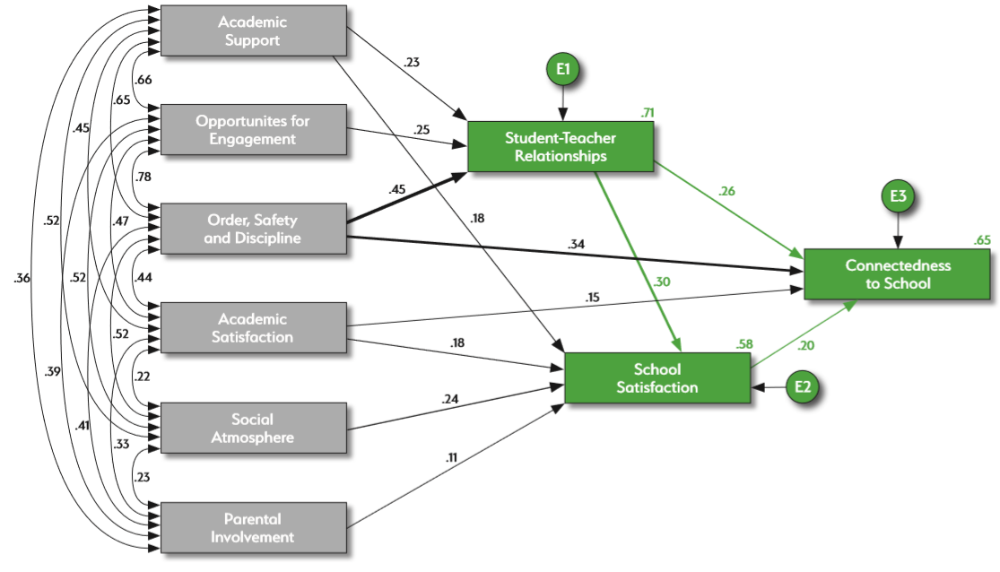 Academic
Support
.23
E1
.66
.71
.65
Opportunites for
Engagement
.25
Student-Teacher
Relationships
.45
.78
.45
.26
E3
.52
.47
Order, Safety
and Discipline
.18
.34
.65
Connectedness
to School
.36
.52
.44
.30
.15
Academic
Satisfaction
.52
.18
.58
.20
.39
.22
School
Satisfaction
E2
.24
Social
Atmosphere
.41
.33
.11
.23
Parental
Involvement